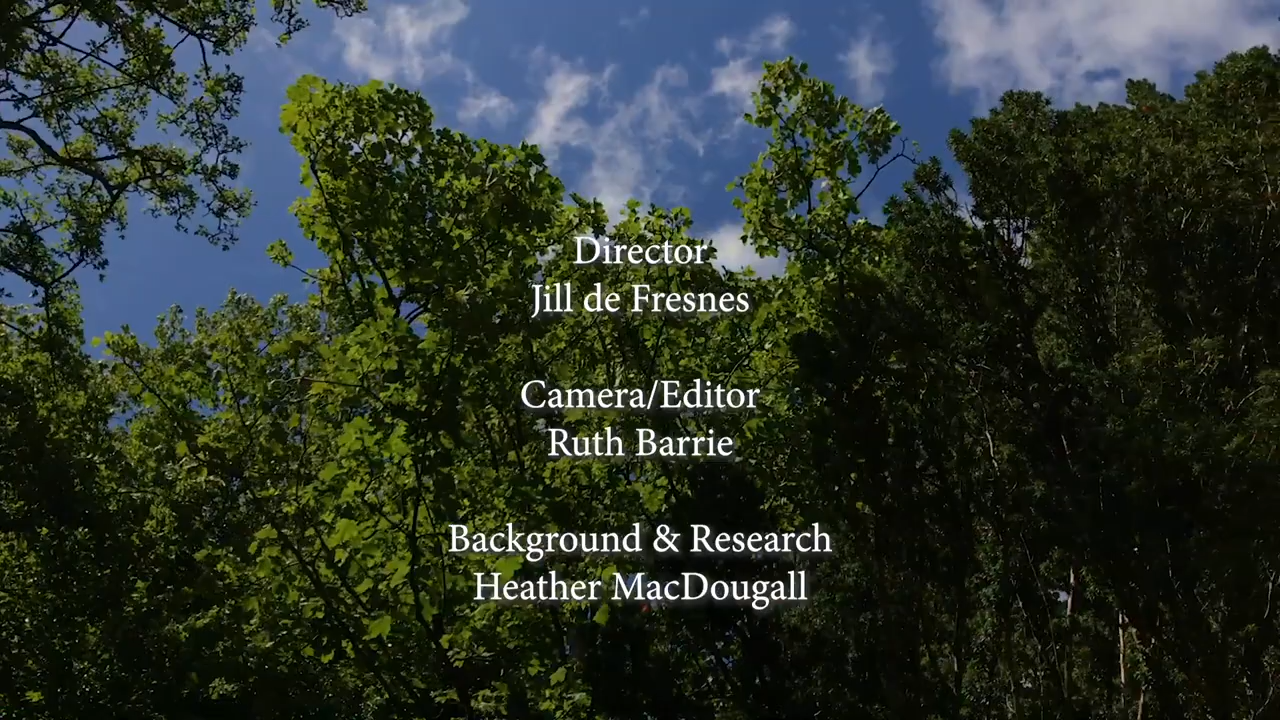 Director
Jill de Fresnes
Camera/Editor
Ruth Barrie
Background & Research
Heather MacDougall